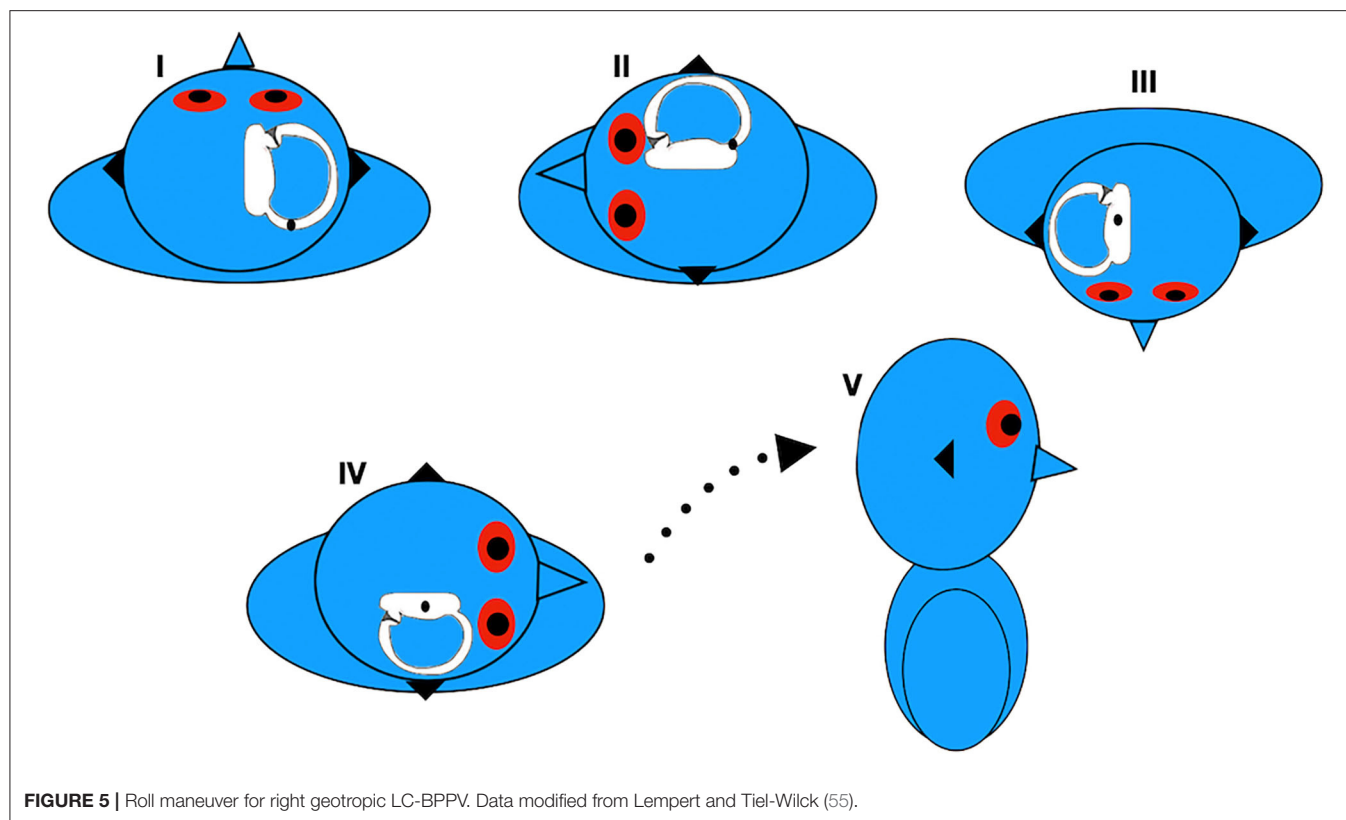 I
II
III
IV
V
FIGURE 5 | Roll maneuver for right geotropic LC-BPPV. Data modified from Lempert and Tiel-Wilck (55).